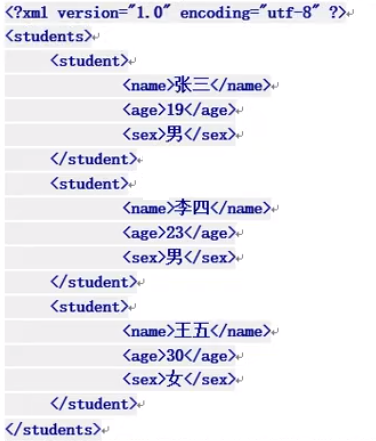 <?xml version="1.0" encoding="utf-8" ?>
<students>
<student>
<name>张三</name>
<age>19</age>
<sex>男</sex>
</student>
<student>
<name>李四</name>
<age>23</age>
<sex>男</sex>
</student>
<student>
<name>王五</name>
<age>30</age>
<sex>女</sex>
</student>
</students>